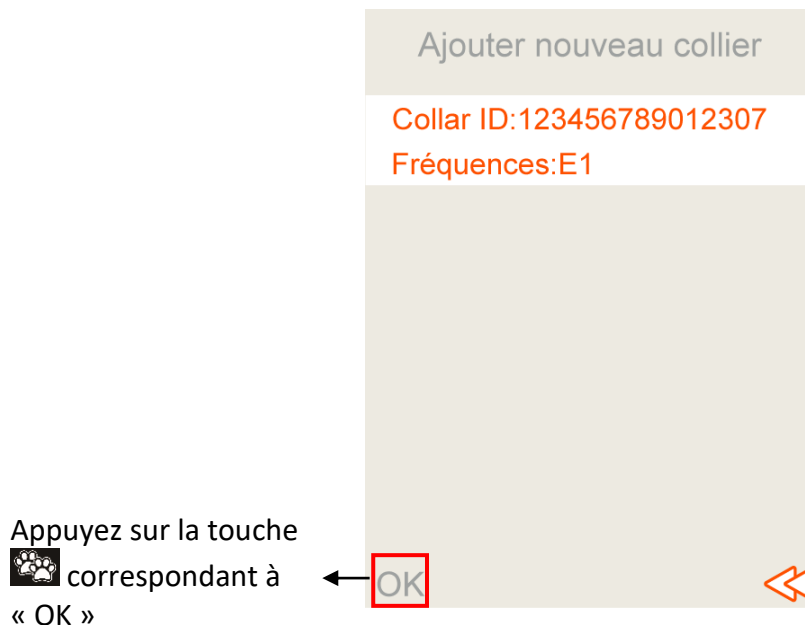 Ajouter nouveau collier
Collar ID:123456789012307
Fréquences:E1
Appuyez sur la touche
correspondant à
« OK »
OK